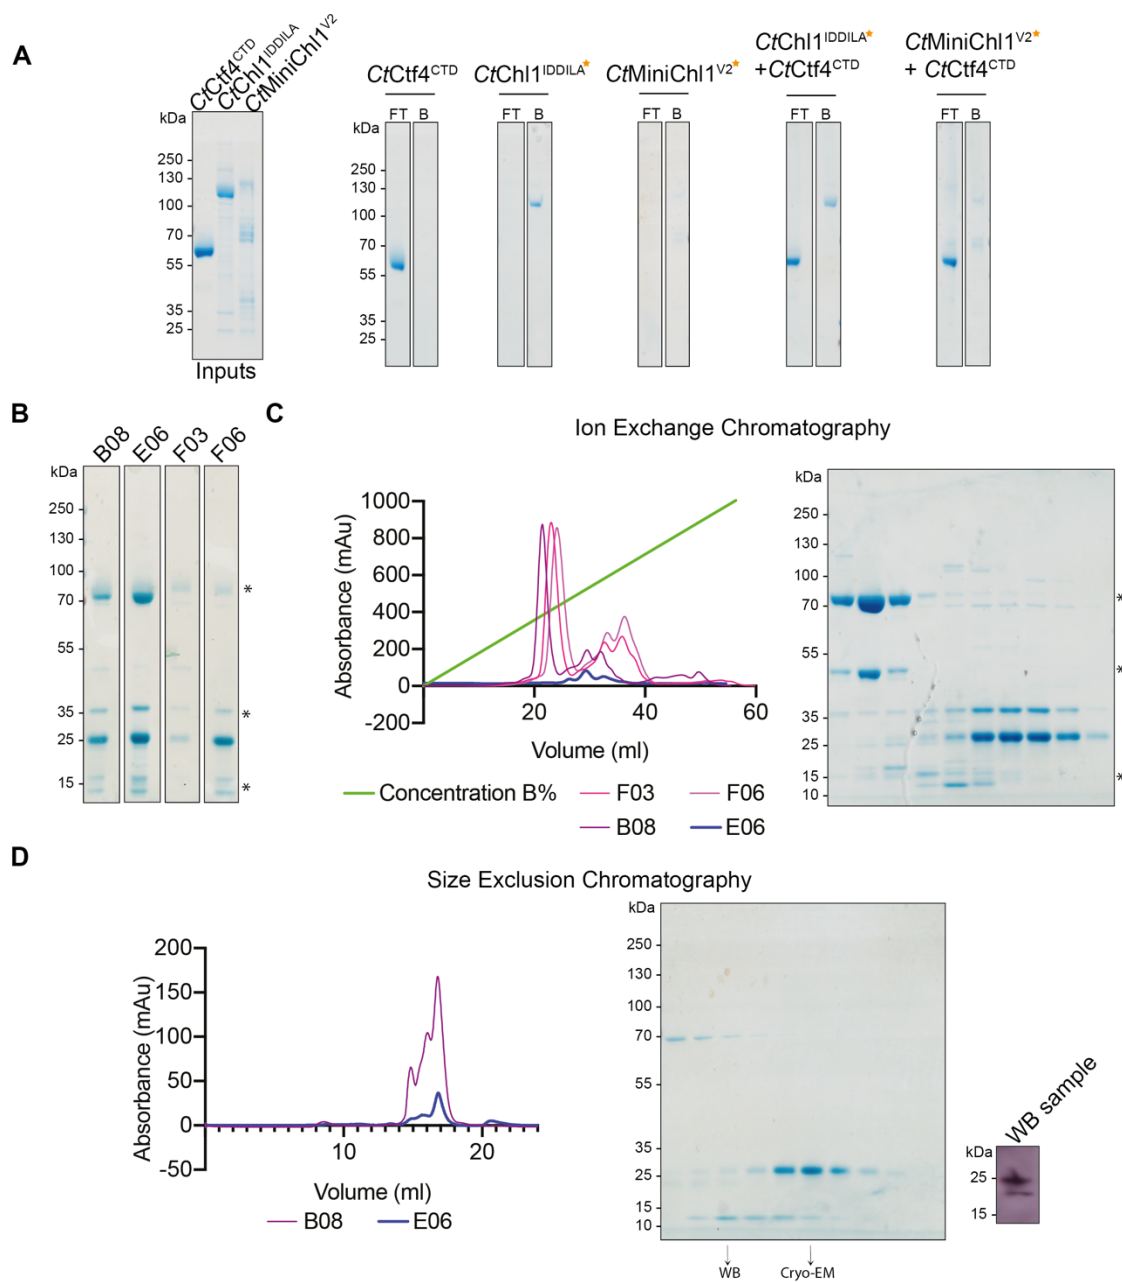 A
CtCtf4CTD
CtChl1IDDILA
CtMiniChl1V2
kDa
250
130
100
70
55
35
25
Inputs
CtCtf4CTD
CtChl1IDDILA★
CtMiniChl1V2★
CtChl1IDDILA★
+CtCtf4CTD
CtMiniChl1V2★
+ CtCtf4CTD
FT B
FT B
FT B
FT B
FT B
kDa
250
130
100
70
55
35
25
B
B08
E06
F03
F06
kDa
250
130
100
70
55
35
25
15
*
*
*
C
Ion Exchange Chromatography
Absorbance (mAu)
1000
800
600
400
200
0
-200
20
40
60
Volume (ml)
Concentration B%
F03
F06
B08
E06
kDa
250
130
100
70
55
35
25
15
10
*
*
*
D
Size Exclusion Chromatography
Absorbance (mAu)
200
150
100
50
0
-50
10
20
Volume (ml)
B08
E06
kDa
250
130
100
70
55
35
25
15
10
WB
Cryo-EM
WB sample
kDa
25
15